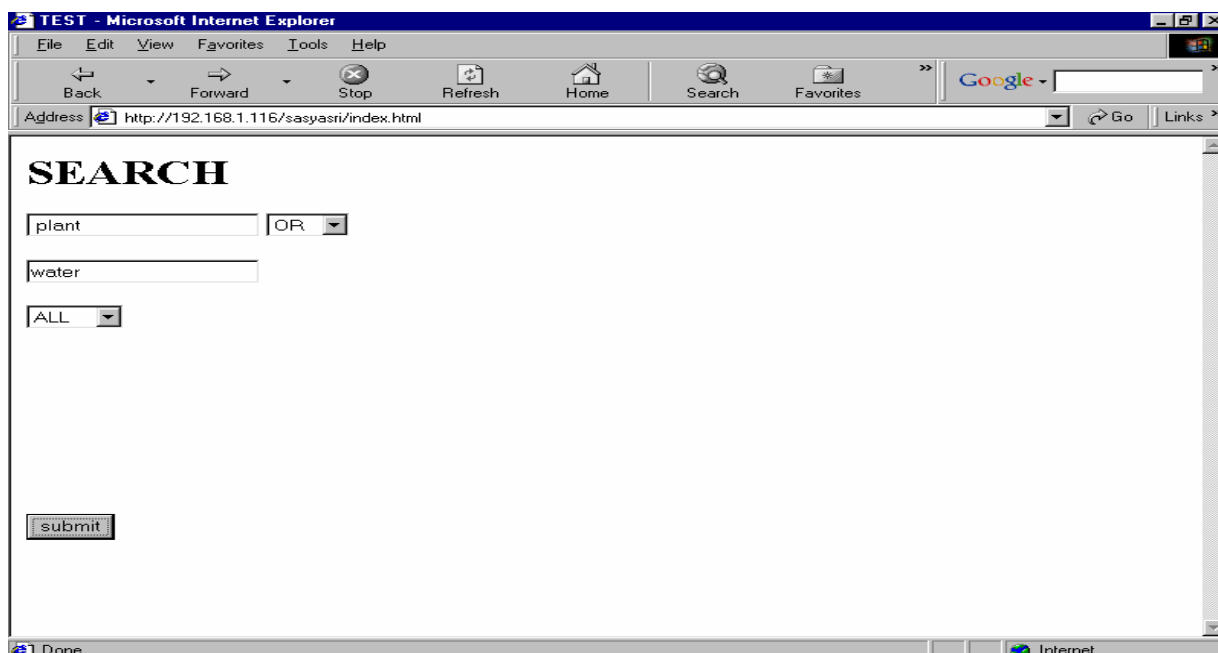 TEST - Microsoft Internet Explorer
File Edit View Favorites Tools Help
Back Forward Stop Refresh Home Search Favorites » Google
Address http://192.168.1.116/sasyasri/index.html Go Links »
SEARCH
plant OR
water
ALL
submit
Done Internet